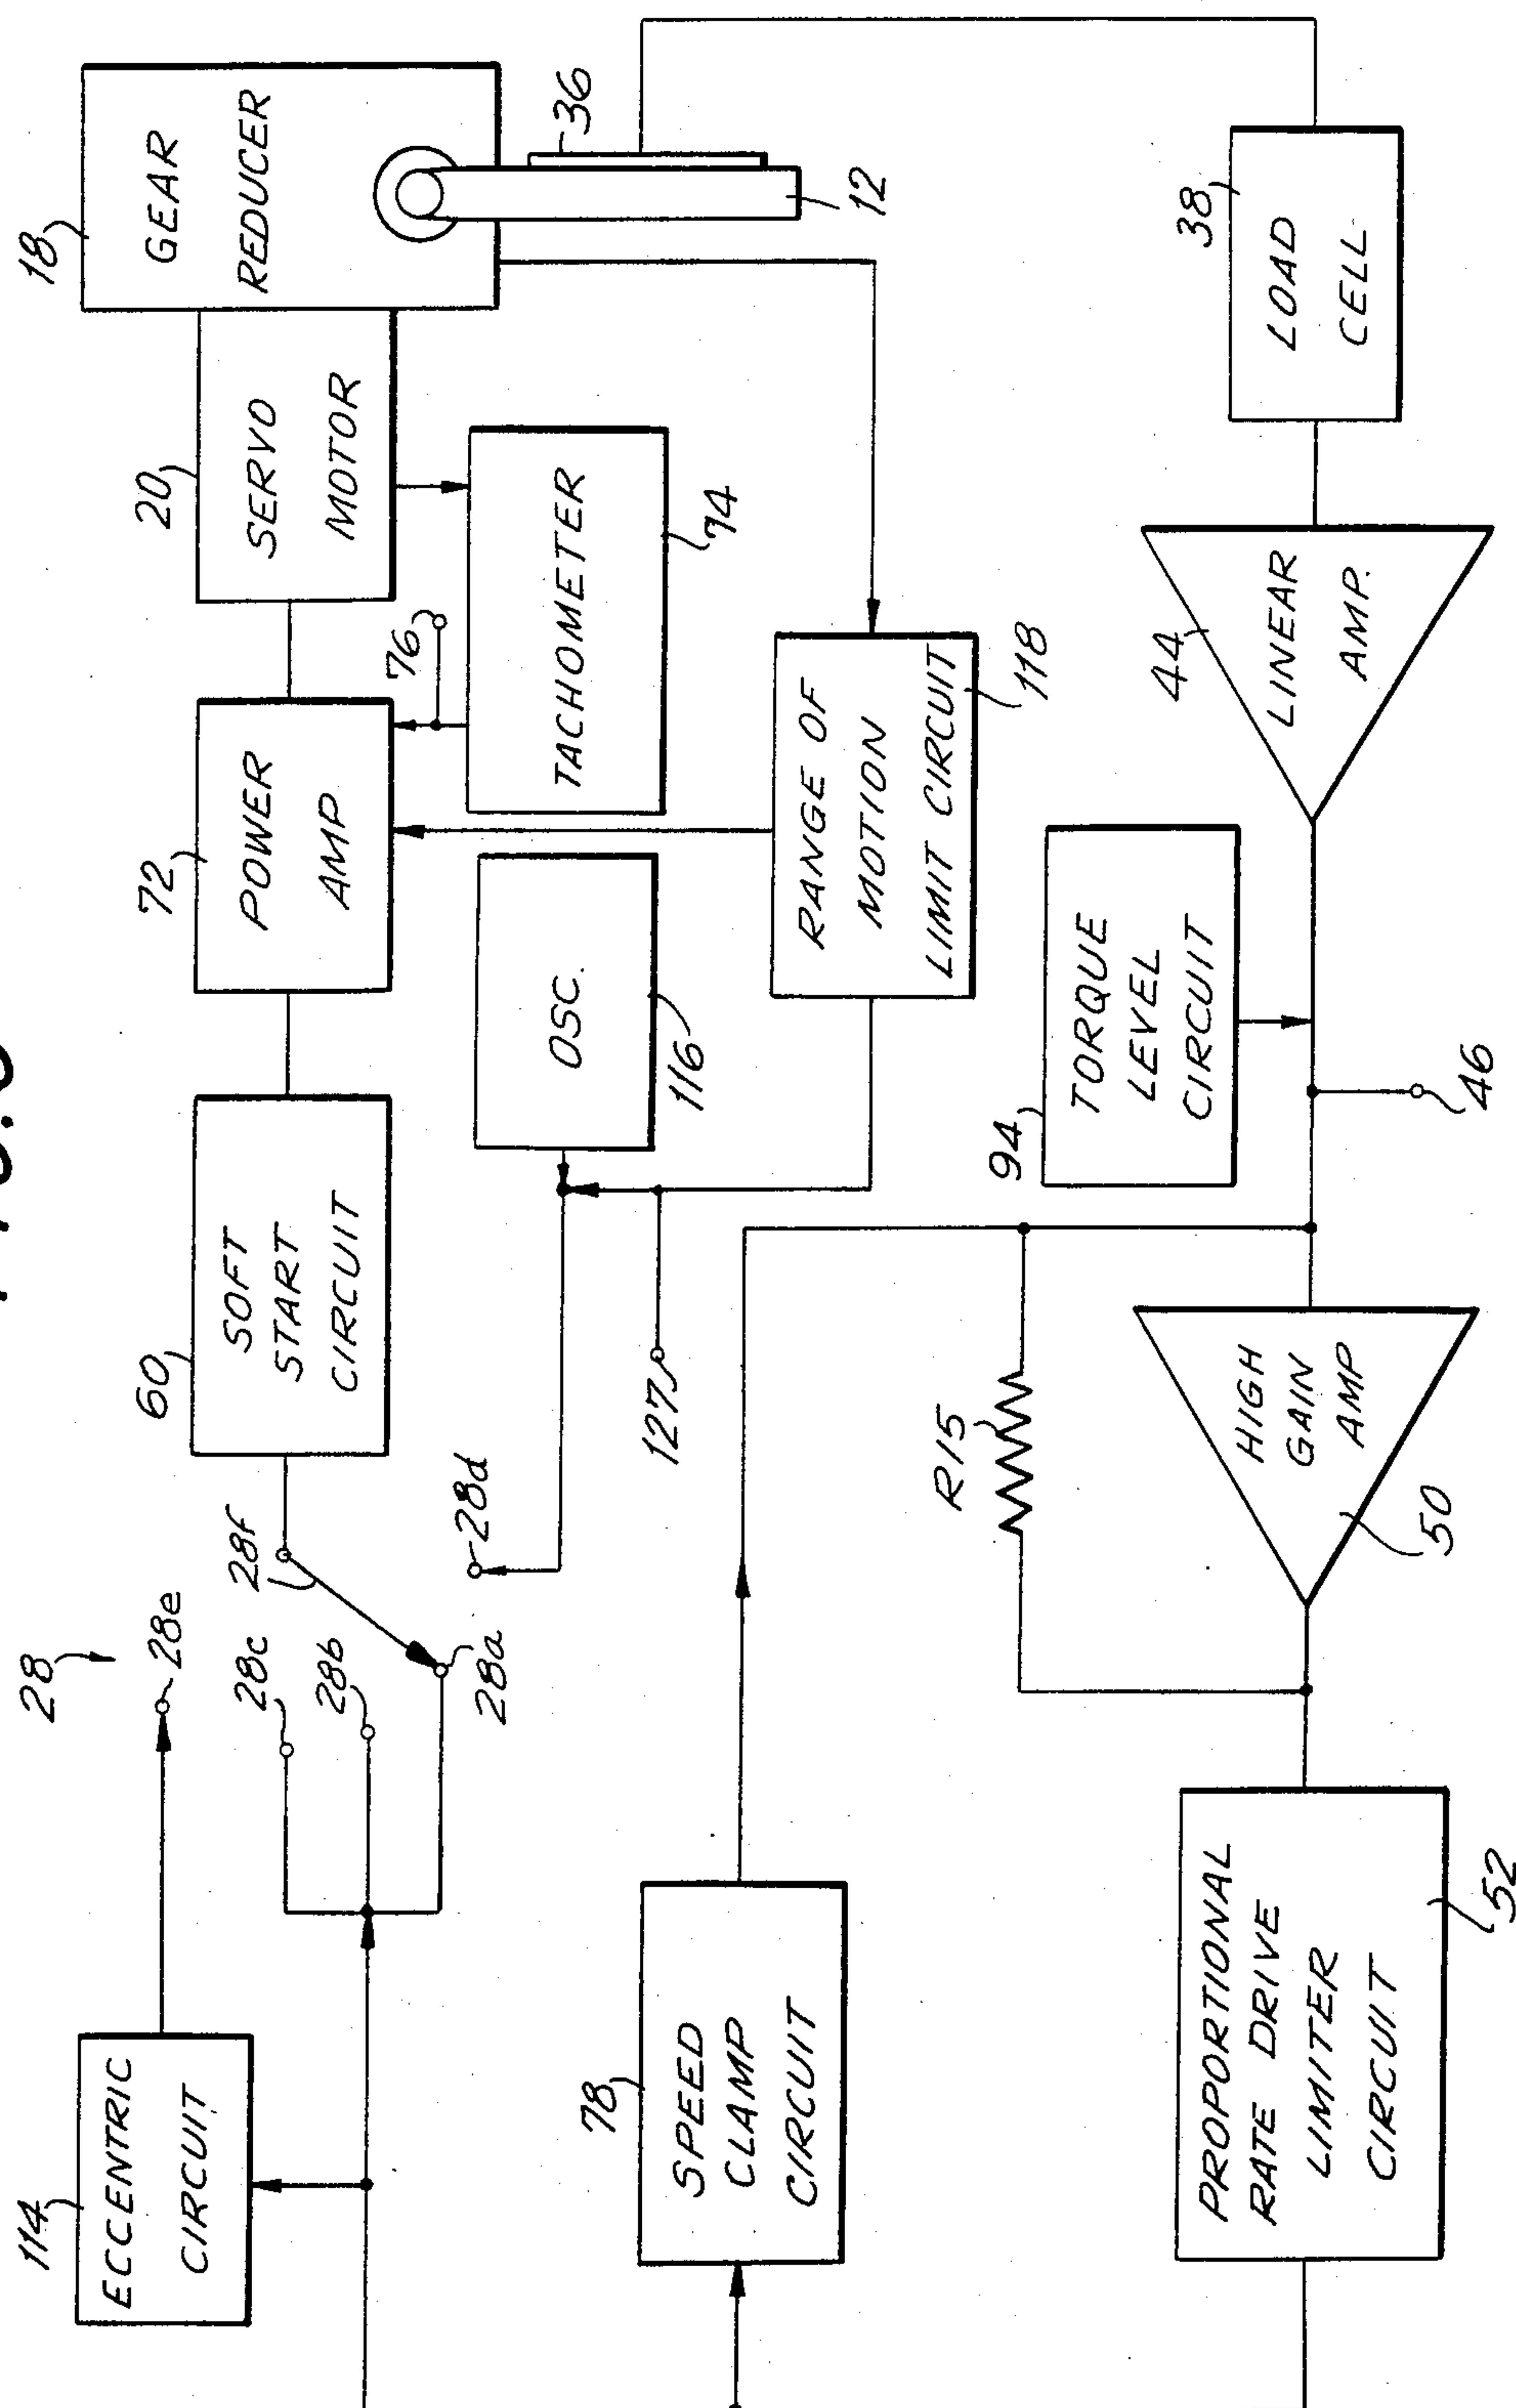 114
ECCENTRIC
CIRCUIT
28
28e
28c
28b
28a
28f
28d
60
SOFT
START
CIRCUIT
72
POWER
AMP
20
SERVO
MOTOR
18
GEAR
REDUCER
36
12
76
TACHOMETER
74
OSC.
116
127
RANGE OF
MOTION
LIMIT CIRCUIT
118
78
SPEED
CLAMP
CIRCUIT
R15
94
TORQUE
LEVEL
CIRCUIT
38
LOAD
CELL
44
LINEAR
AMP.
46
HIGH
GAIN
AMP
50
PROPORTIONAL
RATE DRIVE
LIMITER
CIRCUIT
52